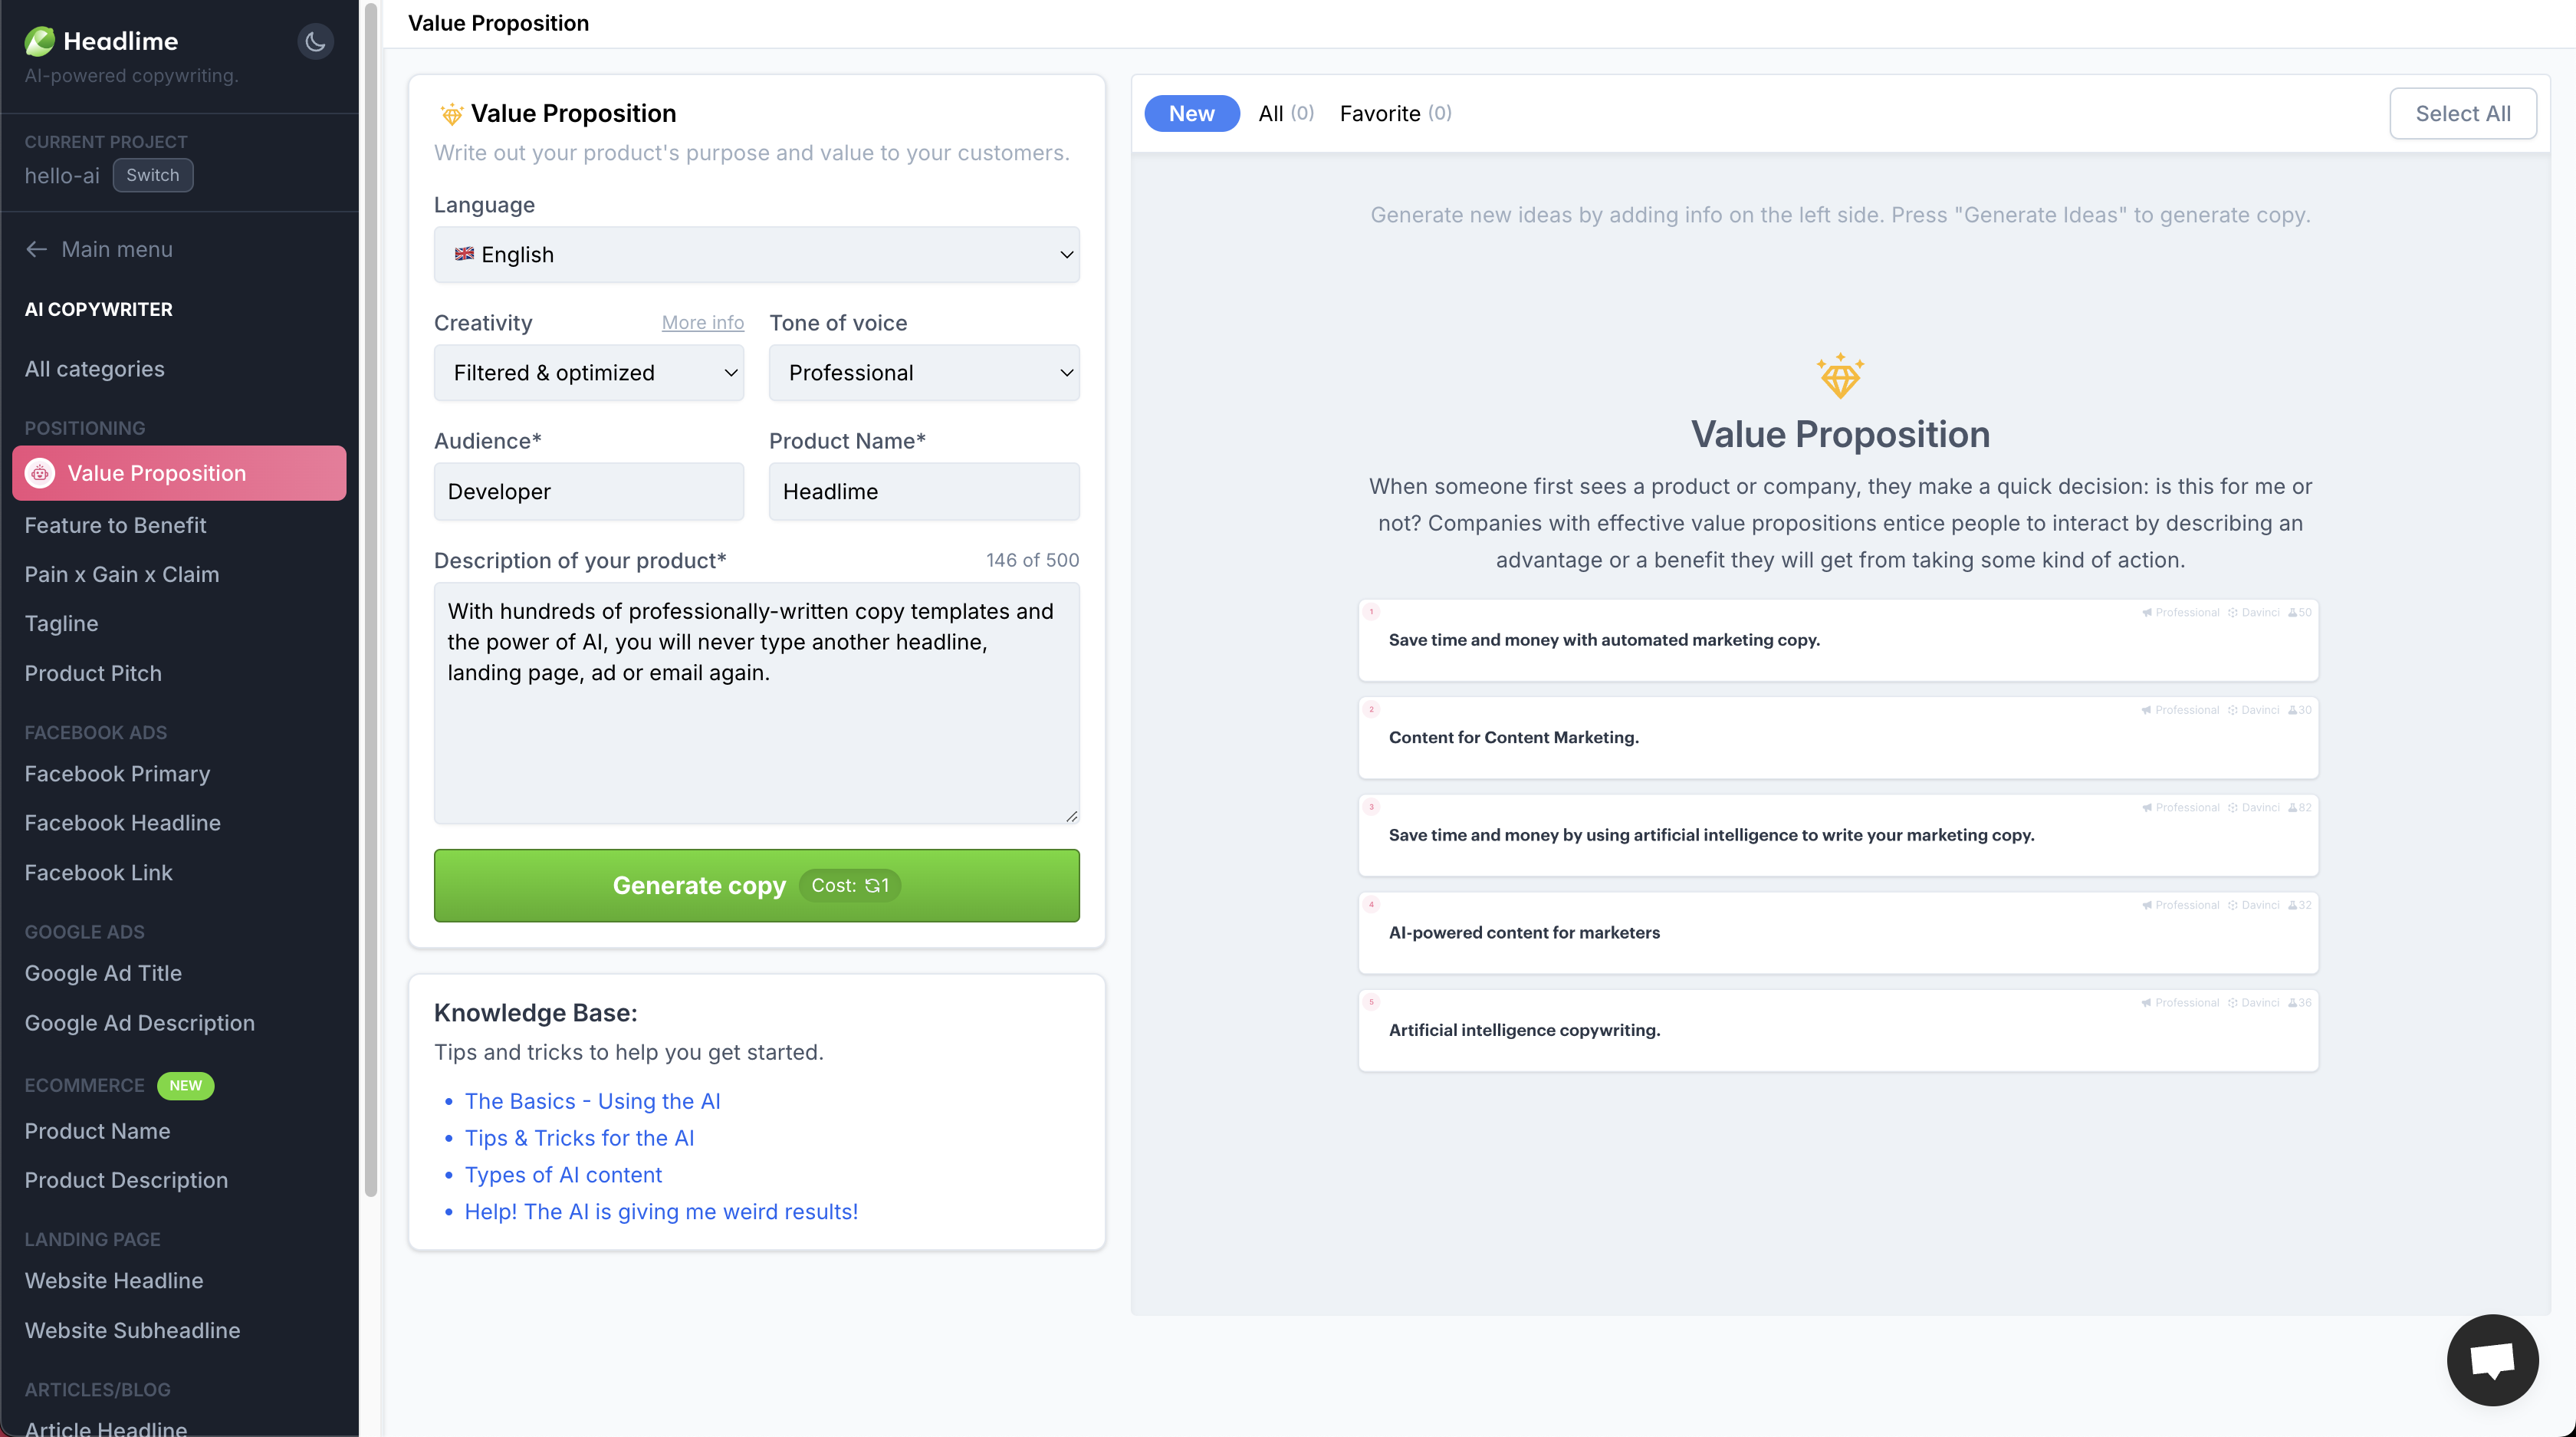 Headlime
AI-powered copywriting.
CURRENT PROJECT
hello-ai Switch
Main menu
AI COPYWRITER
All categories
POSITIONING
Value Proposition
Feature to Benefit
Pain x Gain x Claim
Tagline
Product Pitch
FACEBOOK ADS
Facebook Primary
Facebook Headline
Facebook Link
GOOGLE ADS
Google Ad Title
Google Ad Description
ECOMMERCE NEW
Product Name
Product Description
LANDING PAGE
Website Headline
Website Subheadline
ARTICLES/BLOG
Article Headline
Value Proposition
Value Proposition
Write out your product's purpose and value to your customers.
Language
English
Creativity More info Tone of voice
Filtered & optimized Professional
Audience* Product Name*
Developer Headlime
Description of your product* 146 of 500
With hundreds of professionally-written copy templates and
the power of AI, you will never type another headline,
landing page, ad or email again.
Generate copy Cost: 1
Knowledge Base:
Tips and tricks to help you get started.
• The Basics - Using the AI
• Tips & Tricks for the AI
• Types of AI content
• Help! The AI is giving me weird results!
New All (0) Favorite (0) Select All
Generate new ideas by adding info on the left side. Press "Generate Ideas" to generate copy.
Value Proposition
When someone first sees a product or company, they make a quick decision: is this for me or
not? Companies with effective value propositions entice people to interact by describing an
advantage or a benefit they will get from taking some kind of action.
1 Professional Davinci 50
Save time and money with automated marketing copy.
2 Professional Davinci 30
Content for Content Marketing.
3 Professional Davinci 82
Save time and money by using artificial intelligence to write your marketing copy.
4 Professional Davinci 32
AI-powered content for marketers
5 Professional Davinci 36
Artificial intelligence copywriting.